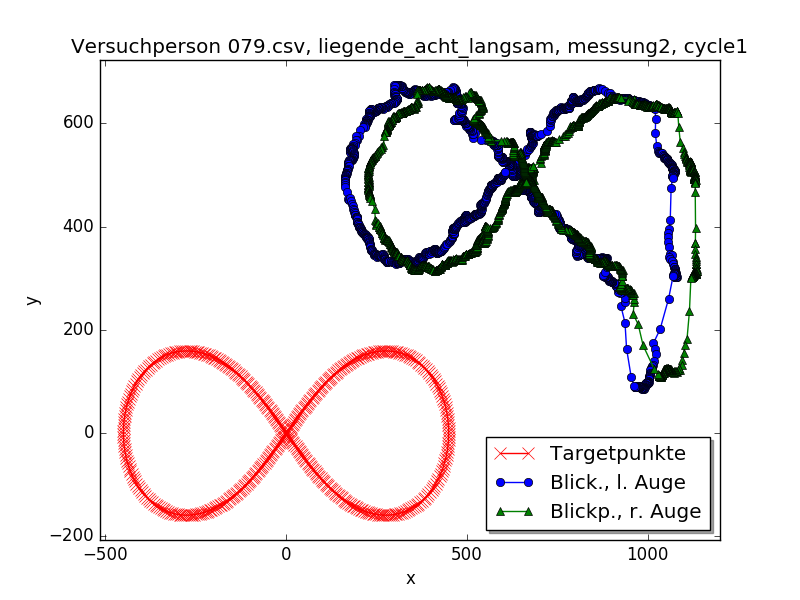 Versuchperson 079.csv, liegende_acht_langsam, messung2, cycle1
y
600
400
200
0
−200
−500
0
500
1000
x
Targetpunkte
Blick., l. Auge
Blickp., r. Auge